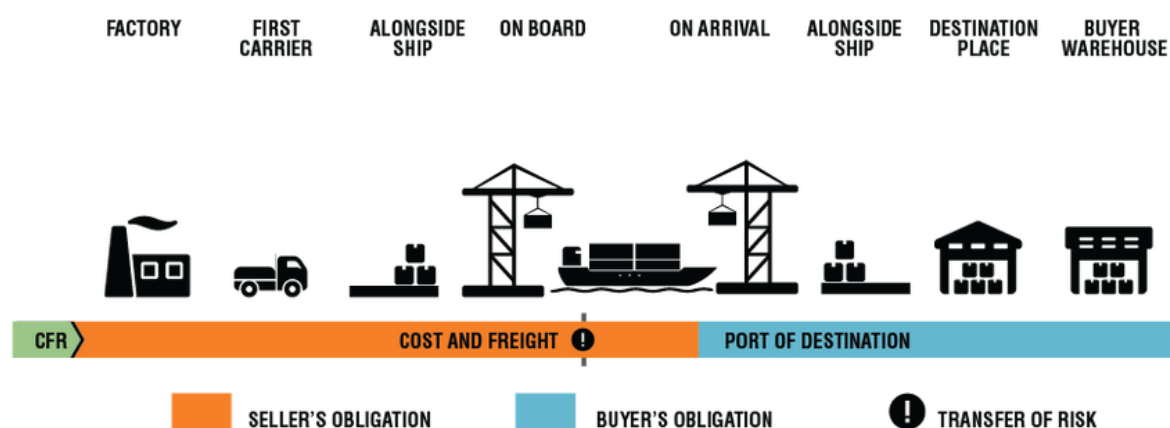 FACTORY
FIRST
CARRIER
ALONGSIDE
SHIP
ON BOARD
ON ARRIVAL
ALONGSIDE
SHIP
DESTINATION
PLACE
BUYER
WAREHOUSE
CFR
COST AND FREIGHT
!
PORT OF DESTINATION
SELLER'S OBLIGATION
BUYER'S OBLIGATION
!
TRANSFER OF RISK